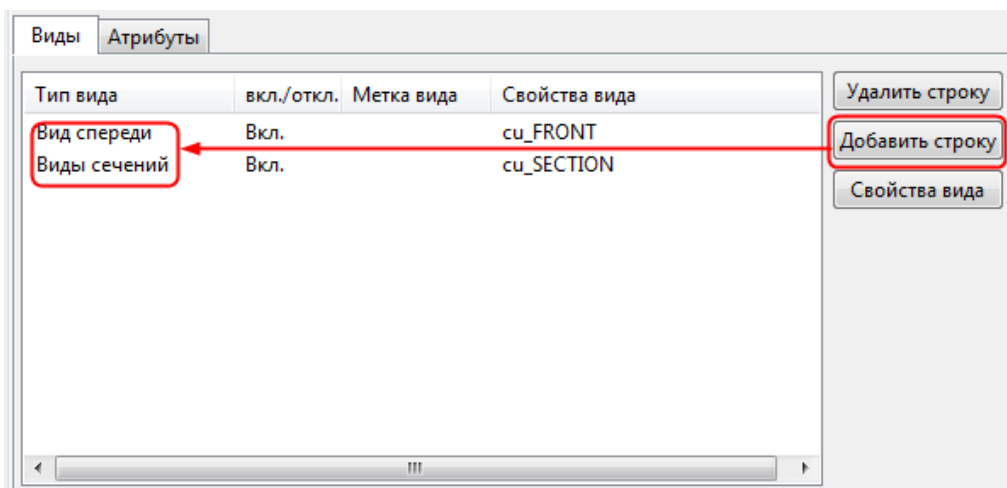 Виды Атрибуты
Тип вида вкл./откл. Метка вида Свойства вида
Удалить строку
Вид спереди Вкл. cu_FRONT
Добавить строку
Виды сечений Вкл. cu_SECTION
Свойства вида